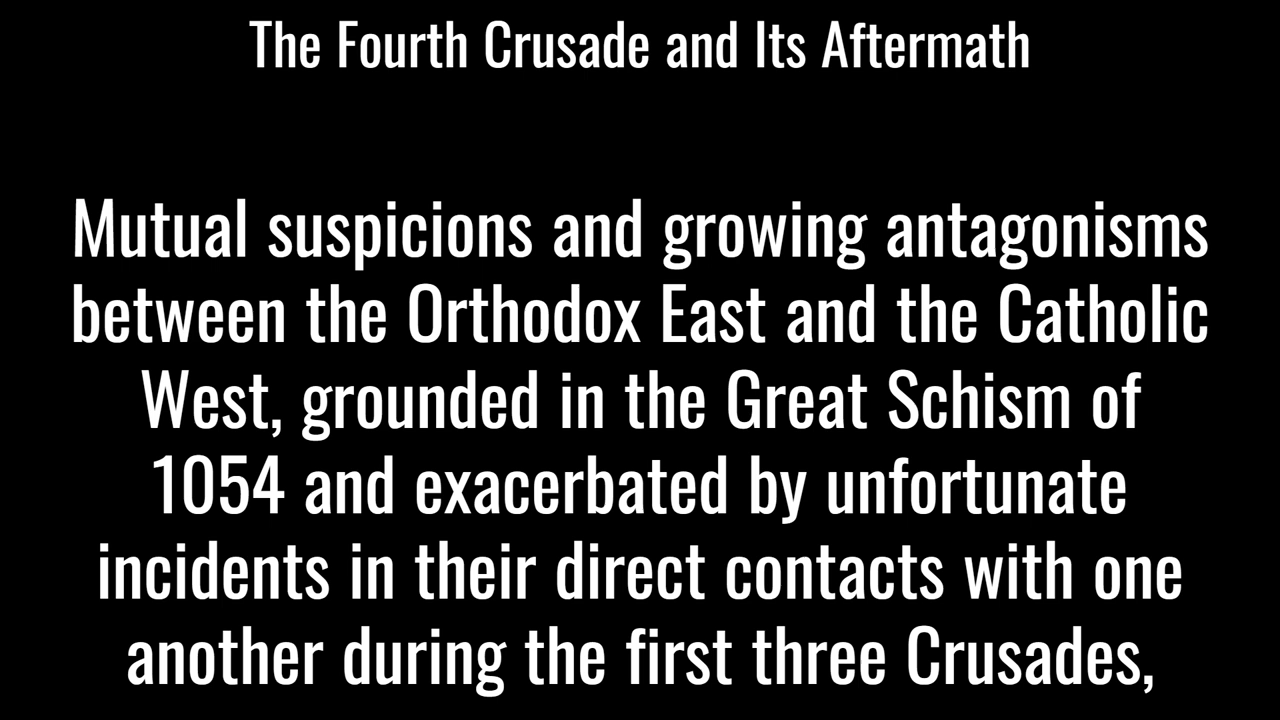 The Fourth Crusade and Its Aftermath
Mutual suspicions and growing antagonisms
between the Orthodox East and the Catholic
West, grounded in the Great Schism of
1054 and exacerbated by unfortunate
incidents in their direct contacts with one
another during the first three Crusades,